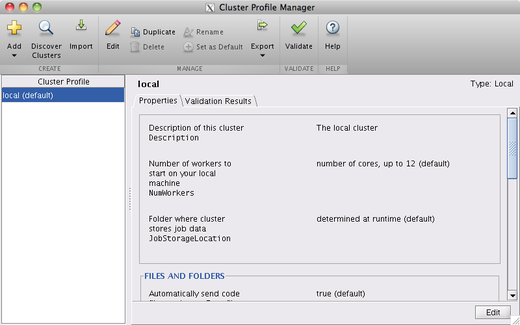 Cluster Profile Manager
Add
Discover
Clusters
Import
Edit
Duplicate
Delete
Rename
Set as Default
Export
Validate
Help
CREATE
MANAGE
VALIDATE
HELP
Cluster Profile
local (default)
local
Type: Local
Properties
Validation Results
Description of this cluster
Description
The local cluster
Number of workers to
start on your local
machine
NumWorkers
number of cores, up to 12 (default)
Folder where cluster
stores job data
JobStorageLocation
determined at runtime (default)
FILES AND FOLDERS
Automatically send code
true (default)
Edit